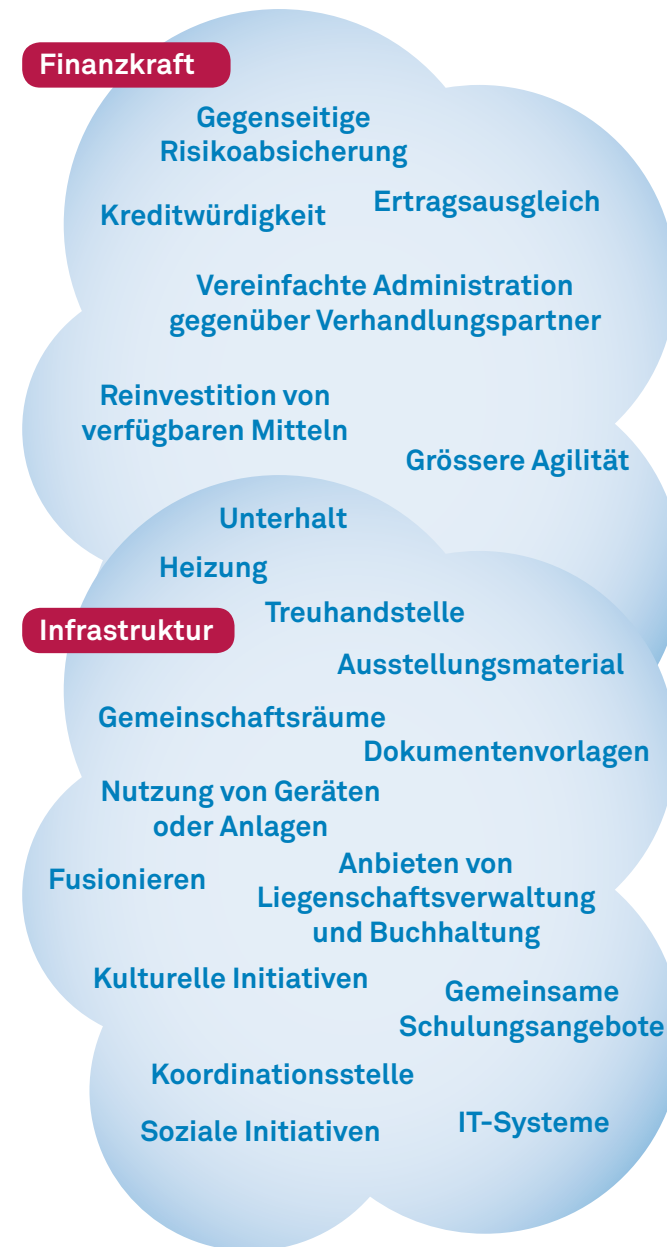 Finanzkraft
Gegenseitige
Risikoabsicherung
Kreditwürdigkeit
Ertragsausgleich
Vereinfachte Administration
gegenüber Verhandlungspartner
Reinvestition von
verfügbaren Mitteln
Grössere Agilität
Unterhalt
Heizung
Treuhandstelle
Infrastruktur
Ausstellungsmaterial
Gemeinschaftsräume
Dokumentenvorlagen
Nutzung von Geräten
oder Anlagen
Fusionieren
Anbieten von
Liegenschaftsverwaltung
und Buchhaltung
Kulturelle Initiativen
Gemeinsame
Schulungsangebote
Koordinationsstelle
Soziale Initiativen
IT-Systeme